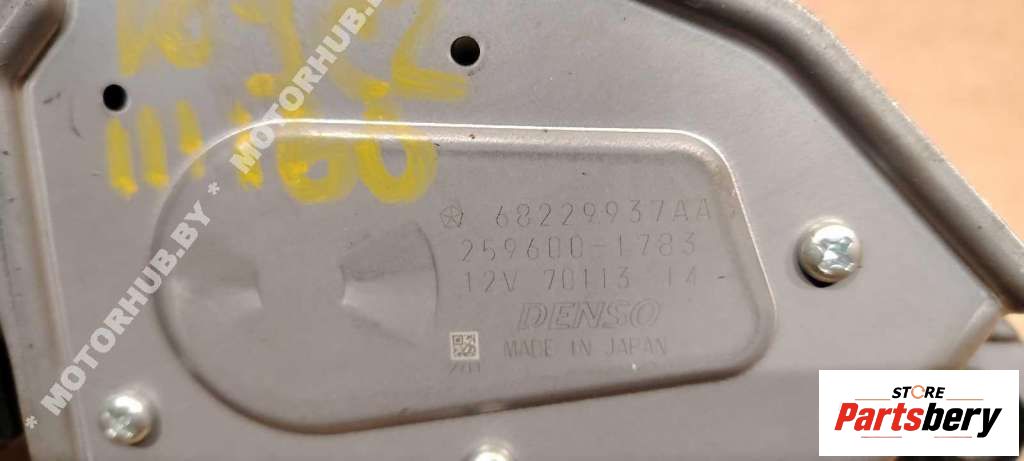 68229937AA
259600-1783
12V 70113 14
DENSO
MADE IN JAPAN
* MOTORHUB.BY * MOTORHUB.BY
STORE
Partsbery